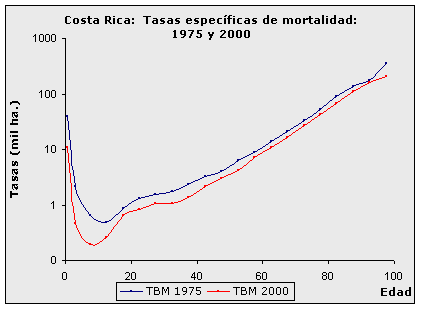 Costa Rica: Tasas específicas de mortalidad:
1975 y 2000
Tasas (mil ha.)
1000
100
10
1
0
0 20 40 60 80 100
Edad
TBM 1975 TBM 2000